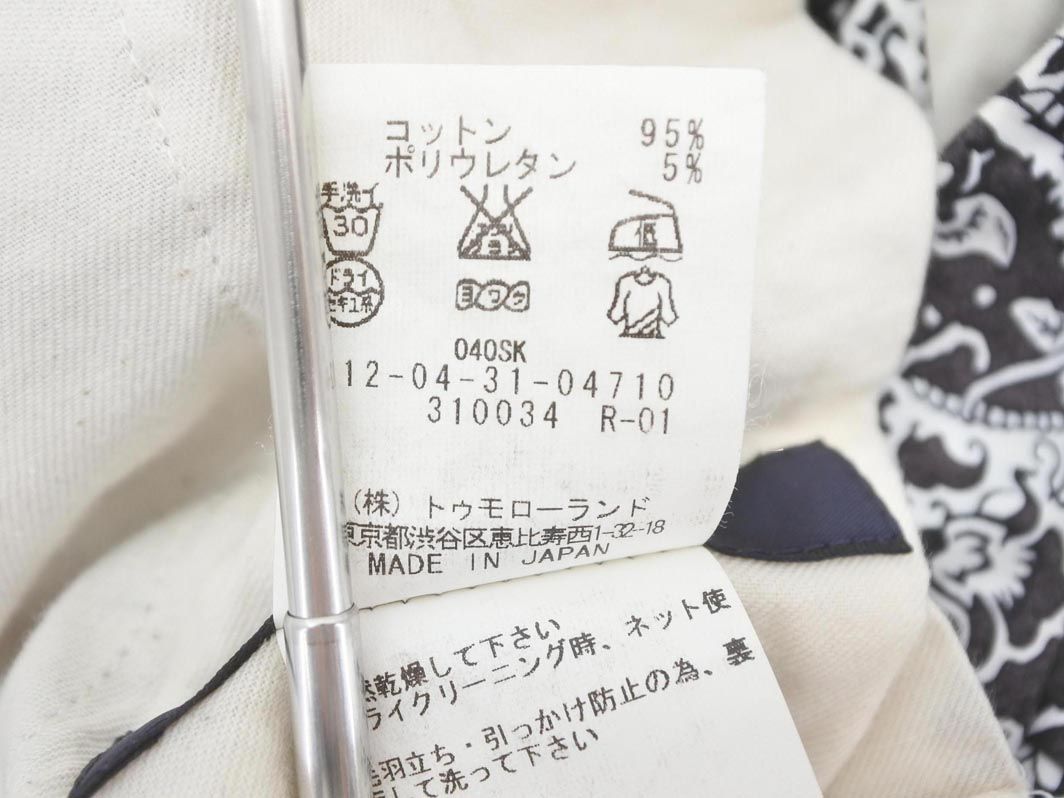 コットン 95%
ポリウレタン 5%
手洗イ
30
低
ドライ
セキユ系
ヨワク
040SK
12-04-31-04710
310034 R-01
(株)トゥモローランド
東京都渋谷区恵比寿西1-32-18
MADE IN JAPAN
然乾燥して下さい
ライクリーニング時、ネット使
毛羽立ち・引っかけ防止の為、裏
して洗って下さい